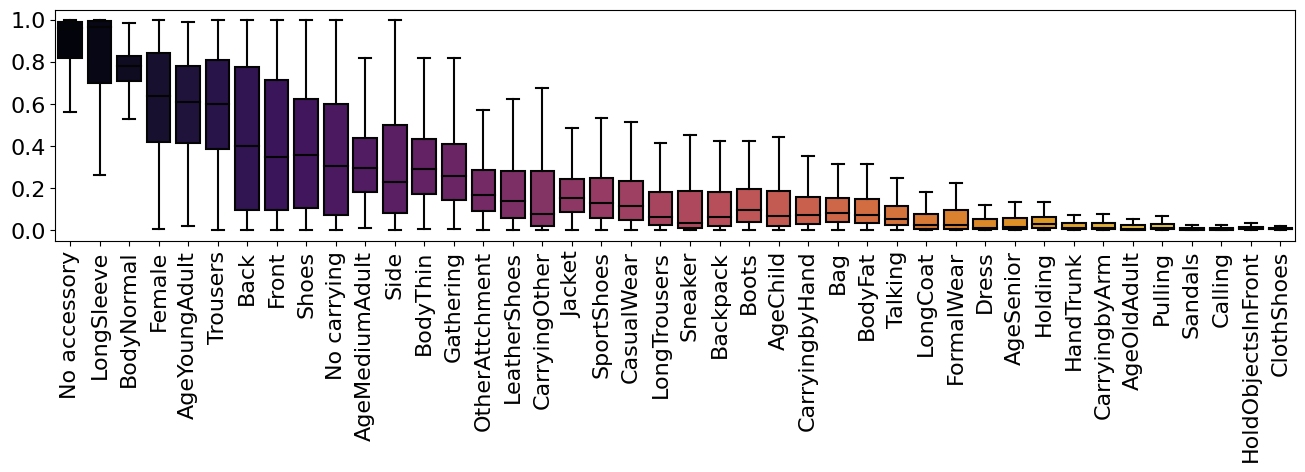 1.0
0.8
0.6
0.4
0.2
0.0
No accessory
LongSleeve
BodyNormal
Female
AgeYoungAdult
Trousers
Back
Front
Shoes
No carrying
AgeMediumAdult
Side
BodyThin
Gathering
OtherAttchment
LeatherShoes
CarryingOther
Jacket
SportShoes
CasualWear
LongTrousers
Sneaker
Backpack
Boots
AgeChild
CarryingbyHand
Bag
BodyFat
Talking
LongCoat
FormalWear
Dress
AgeSenior
Holding
HandTrunk
CarryingbyArm
AgeOldAdult
Pulling
Sandals
Calling
HoldObjectsInFront
ClothShoes